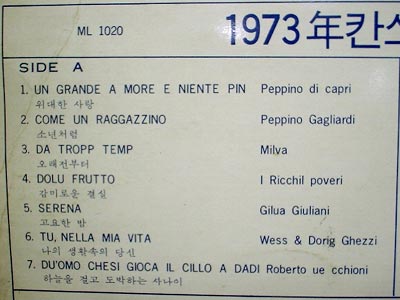 ML 1020
1973年칸소
SIDE A
1. UN GRANDE A MORE E NIENTE PIN Peppino di capri
위대한 사랑
2. COME UN RAGGAZZINO Peppino Gagliardi
소년처럼
3. DA TROPP TEMP Milva
오래전부터
4. DOLU FRUTTO I Ricchil poveri
감미로운 결실
5. SERENA Gilua Giuliani
고요한 밤
6. TU, NELLA MIA VITA Wess & Dorig Ghezzi
나의 생활속의 당신
7. DU'OMO CHESI GIOCA IL CILLO A DADI Roberto ue cchioni
하늘을 걸고 도박하는 사나이